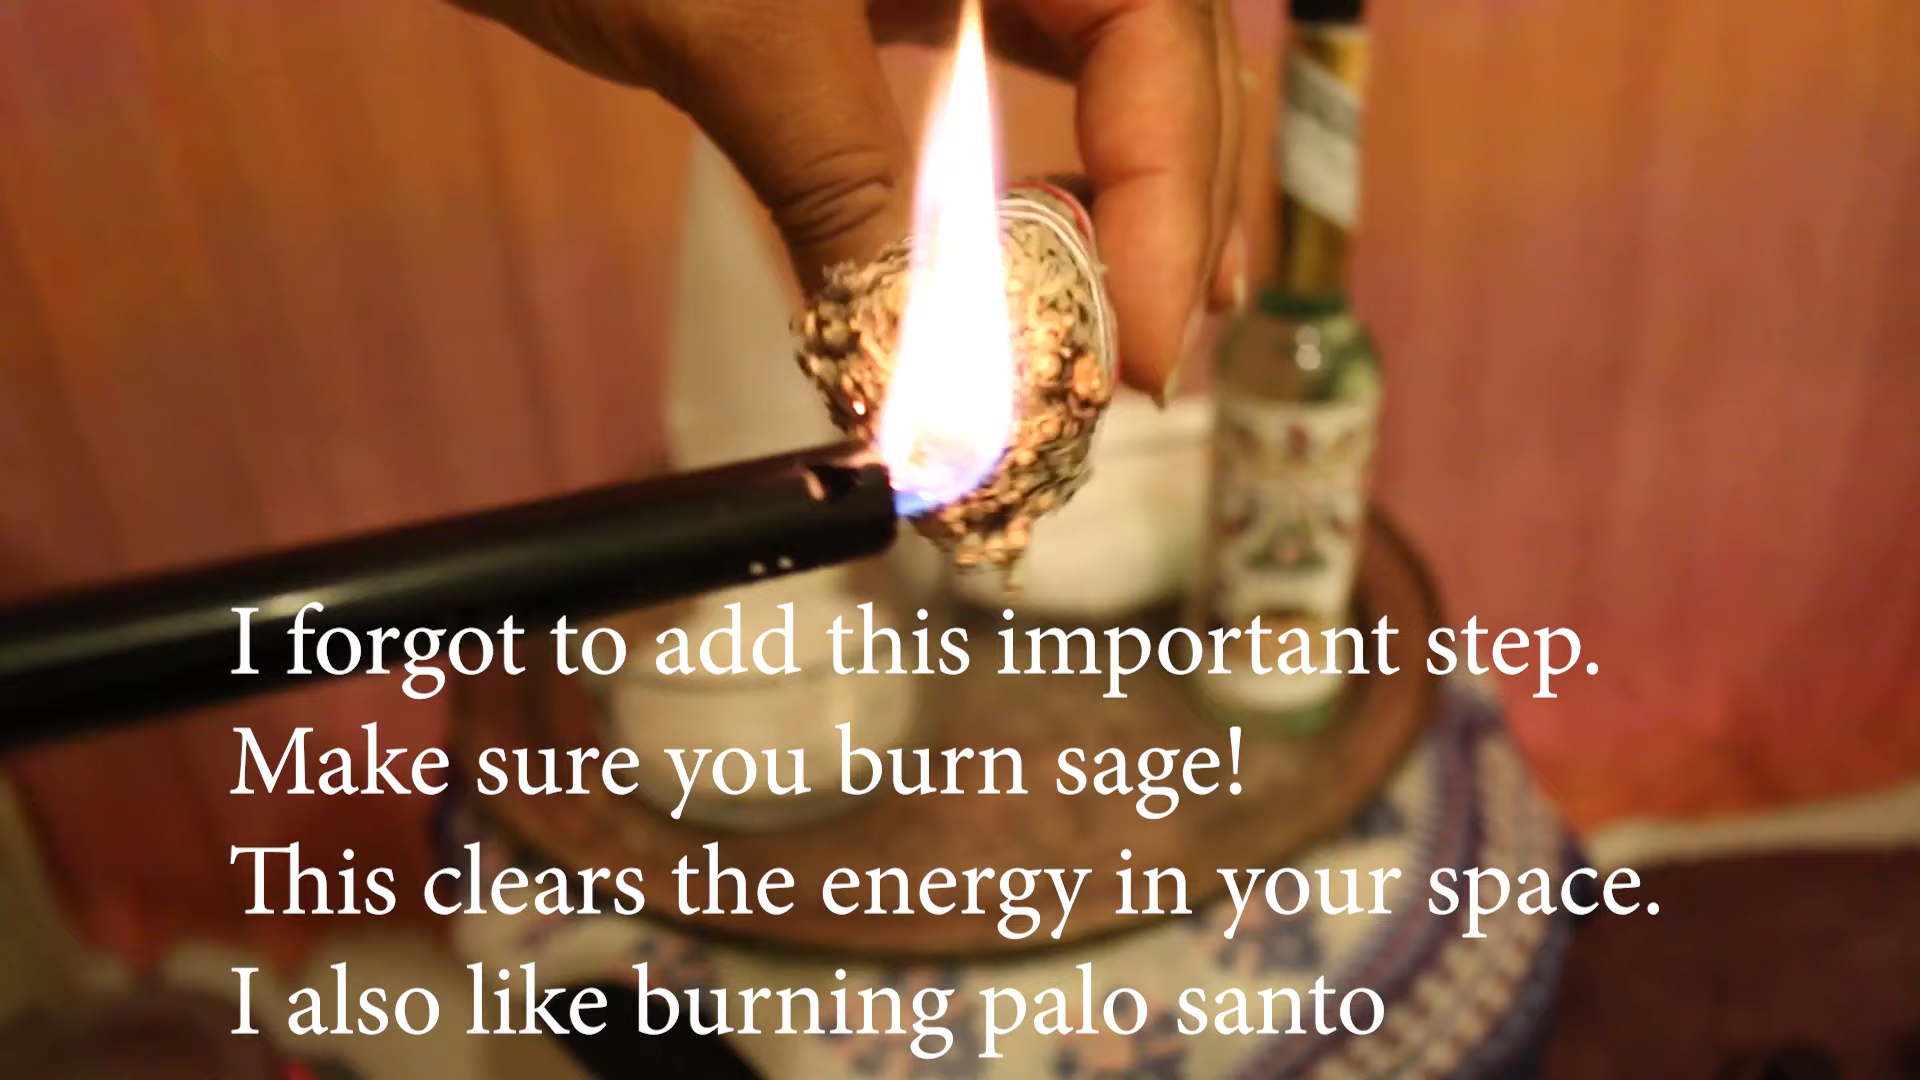 I forgot to add this important step.
Make sure you burn sage!
This clears the energy in your space.
I also like burning palo santo